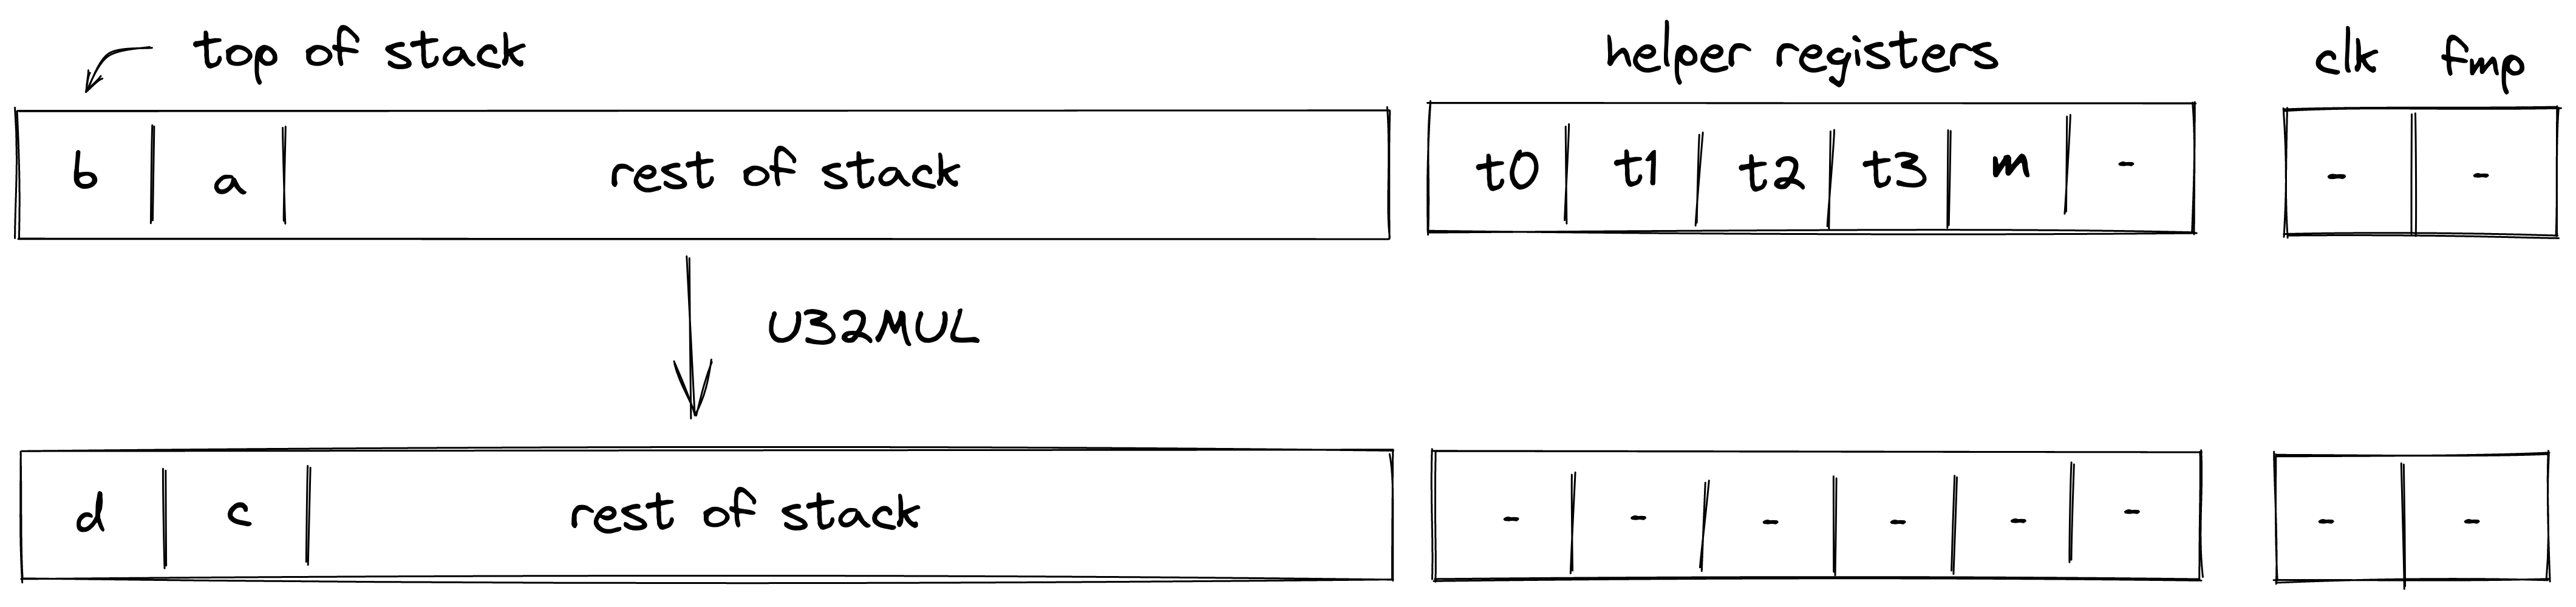 top of stack
helper registers
clk fmp
b a rest of stack
t0 t1 t2 t3 m -
- -
U32MUL
d c rest of stack
- - - - - -
- -